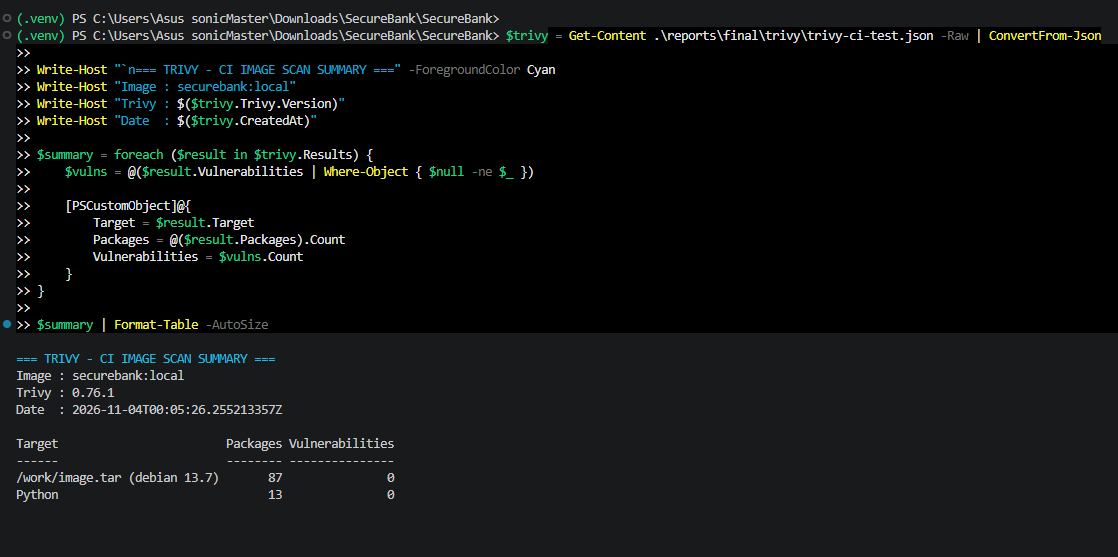 (.venv) PS C:\Users\Asus sonicMaster\Downloads\SecureBank\SecureBank>
(.venv) PS C:\Users\Asus sonicMaster\Downloads\SecureBank\SecureBank> $trivy = Get-Content .\reports\final\trivy\trivy-ci-test.json -Raw | ConvertFrom-Json
>>
>> Write-Host "`n=== TRIVY - CI IMAGE SCAN SUMMARY ===" -ForegroundColor Cyan
>> Write-Host "Image : securebank:local"
>> Write-Host "Trivy : $($trivy.Trivy.Version)"
>> Write-Host "Date  : $($trivy.CreatedAt)"
>>
>> $summary = foreach ($result in $trivy.Results) {
>>     $vulns = @($result.Vulnerabilities | Where-Object { $null -ne $_ })
>>
>>     [PSCustomObject]@{
>>         Target = $result.Target
>>         Packages = @($result.Packages).Count
>>         Vulnerabilities = $vulns.Count
>>     }
>> }
>>
>> $summary | Format-Table -AutoSize
=== TRIVY - CI IMAGE SCAN SUMMARY ===
Image : securebank:local
Trivy : 0.76.1
Date  : 2026-11-04T00:05:26.255213357Z
Target                        Packages Vulnerabilities
------                        -------- ---------------
/work/image.tar (debian 13.7)       87               0
Python                              13               0